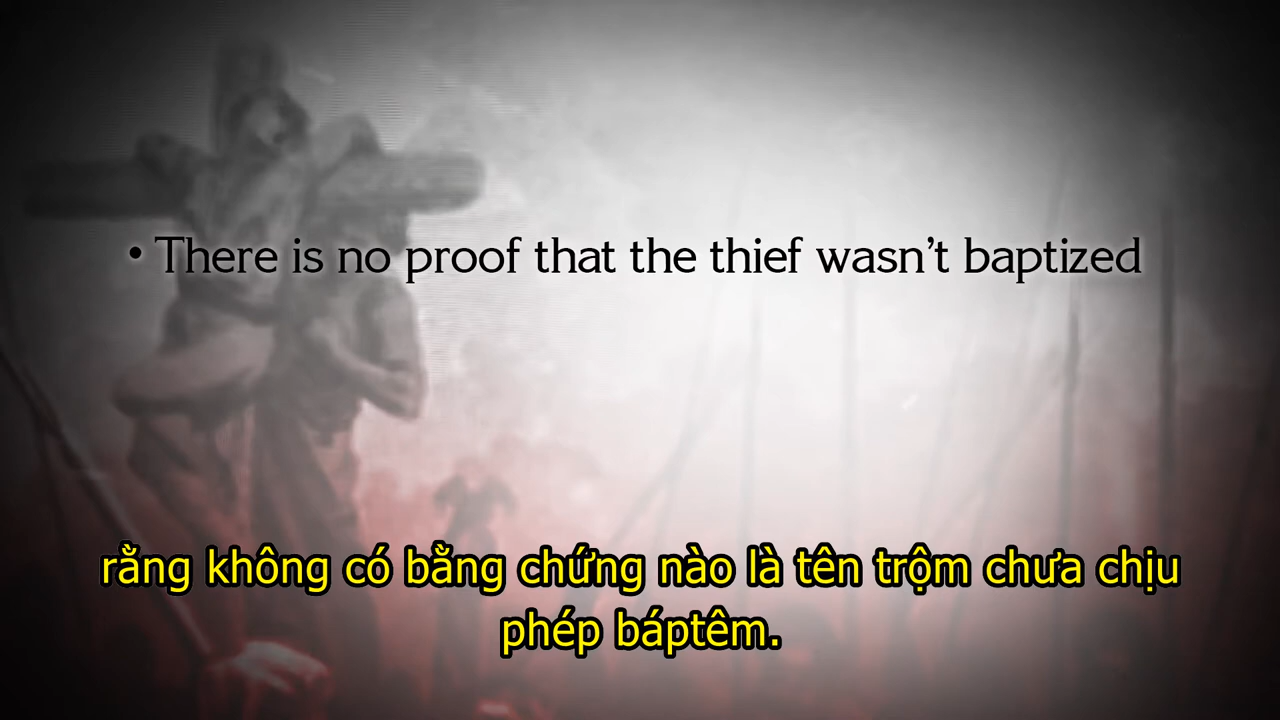 • There is no proof that the thief wasn’t baptized
rằng không có bằng chứng nào là tên trộm chưa chịu
phép báptêm.